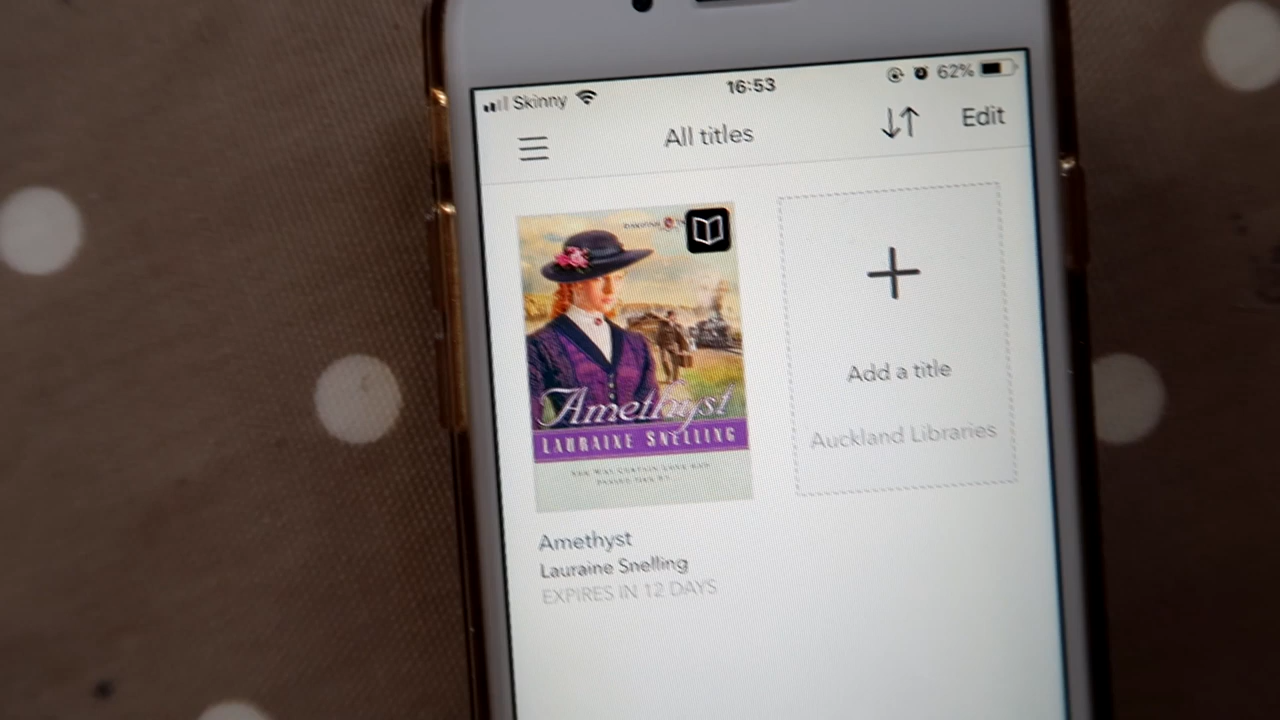 Skinny 16:53 62%
All titles Edit
Amethyst
LAURAINE SNELLING
Add a title
Auckland Libraries
Amethyst
Lauraine Snelling
EXPIRES IN 12 DAYS